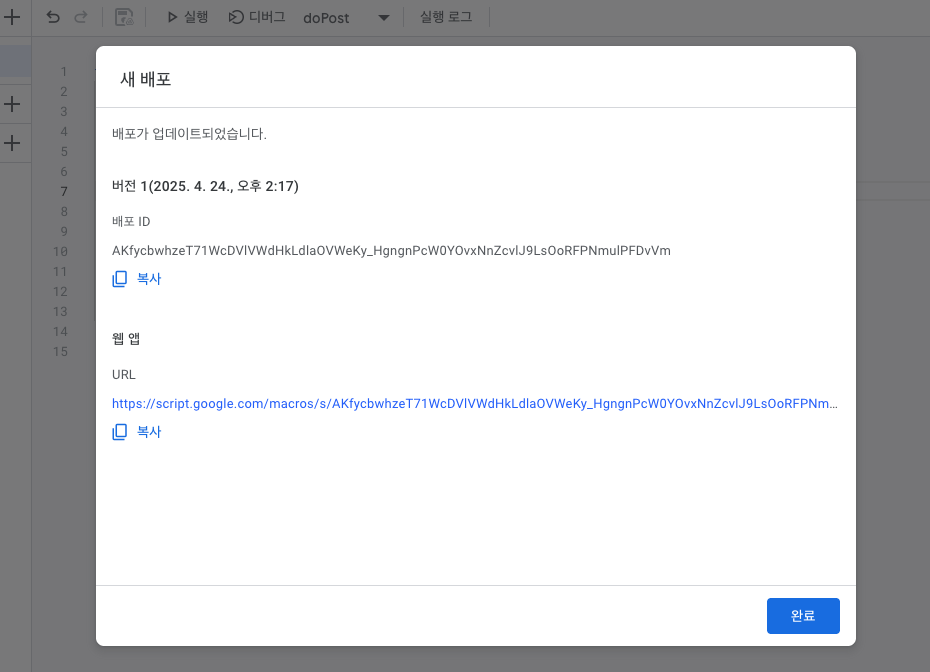 실행 디버그 doPost 실행 로그
새 배포
배포가 업데이트되었습니다.
버전 1(2025. 4. 24., 오후 2:17)
배포 ID
AKfycbwhzeT71WcDVlVWdHkLdlaOVWeKy_HgngnPcW0YOvxNnZcvlJ9LsOoRFPNmulPFDvVm
복사
웹 앱
URL
https://script.google.com/macros/s/AKfycbwhzeT71WcDVlVWdHkLdlaOVWeKy_HgngnPcW0YOvxNnZcvlJ9LsOoRFPNm...
복사
완료
1
2
3
4
5
6
7
8
9
10
11
12
13
14
15